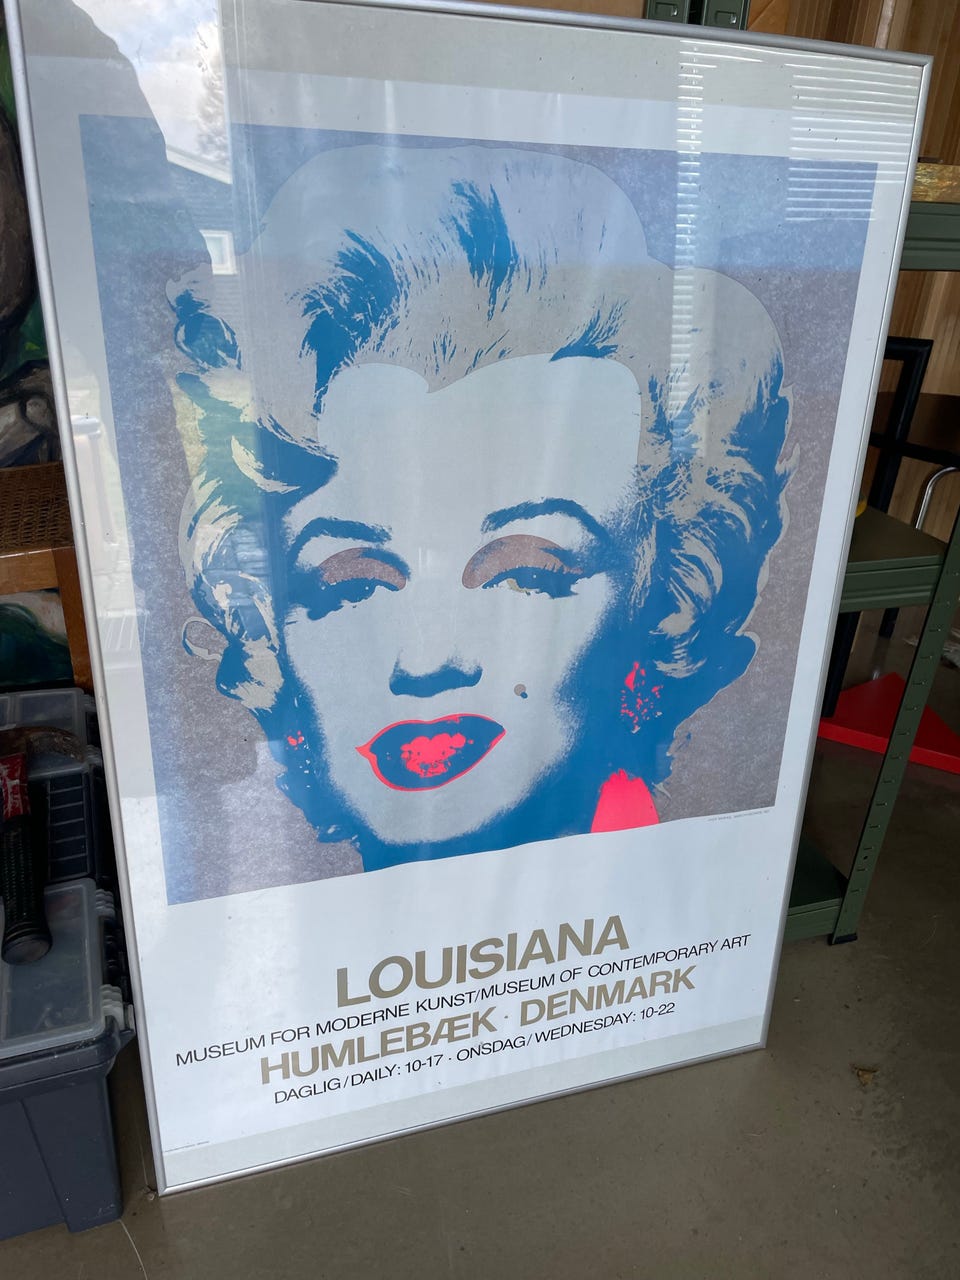 LOUISIANA
MUSEUM FOR MODERNE KUNST/MUSEUM OF CONTEMPORARY ART
HUMLEBÆK · DENMARK
DAGLIG/DAILY: 10-17 · ONSDAG/WEDNESDAY: 10-22